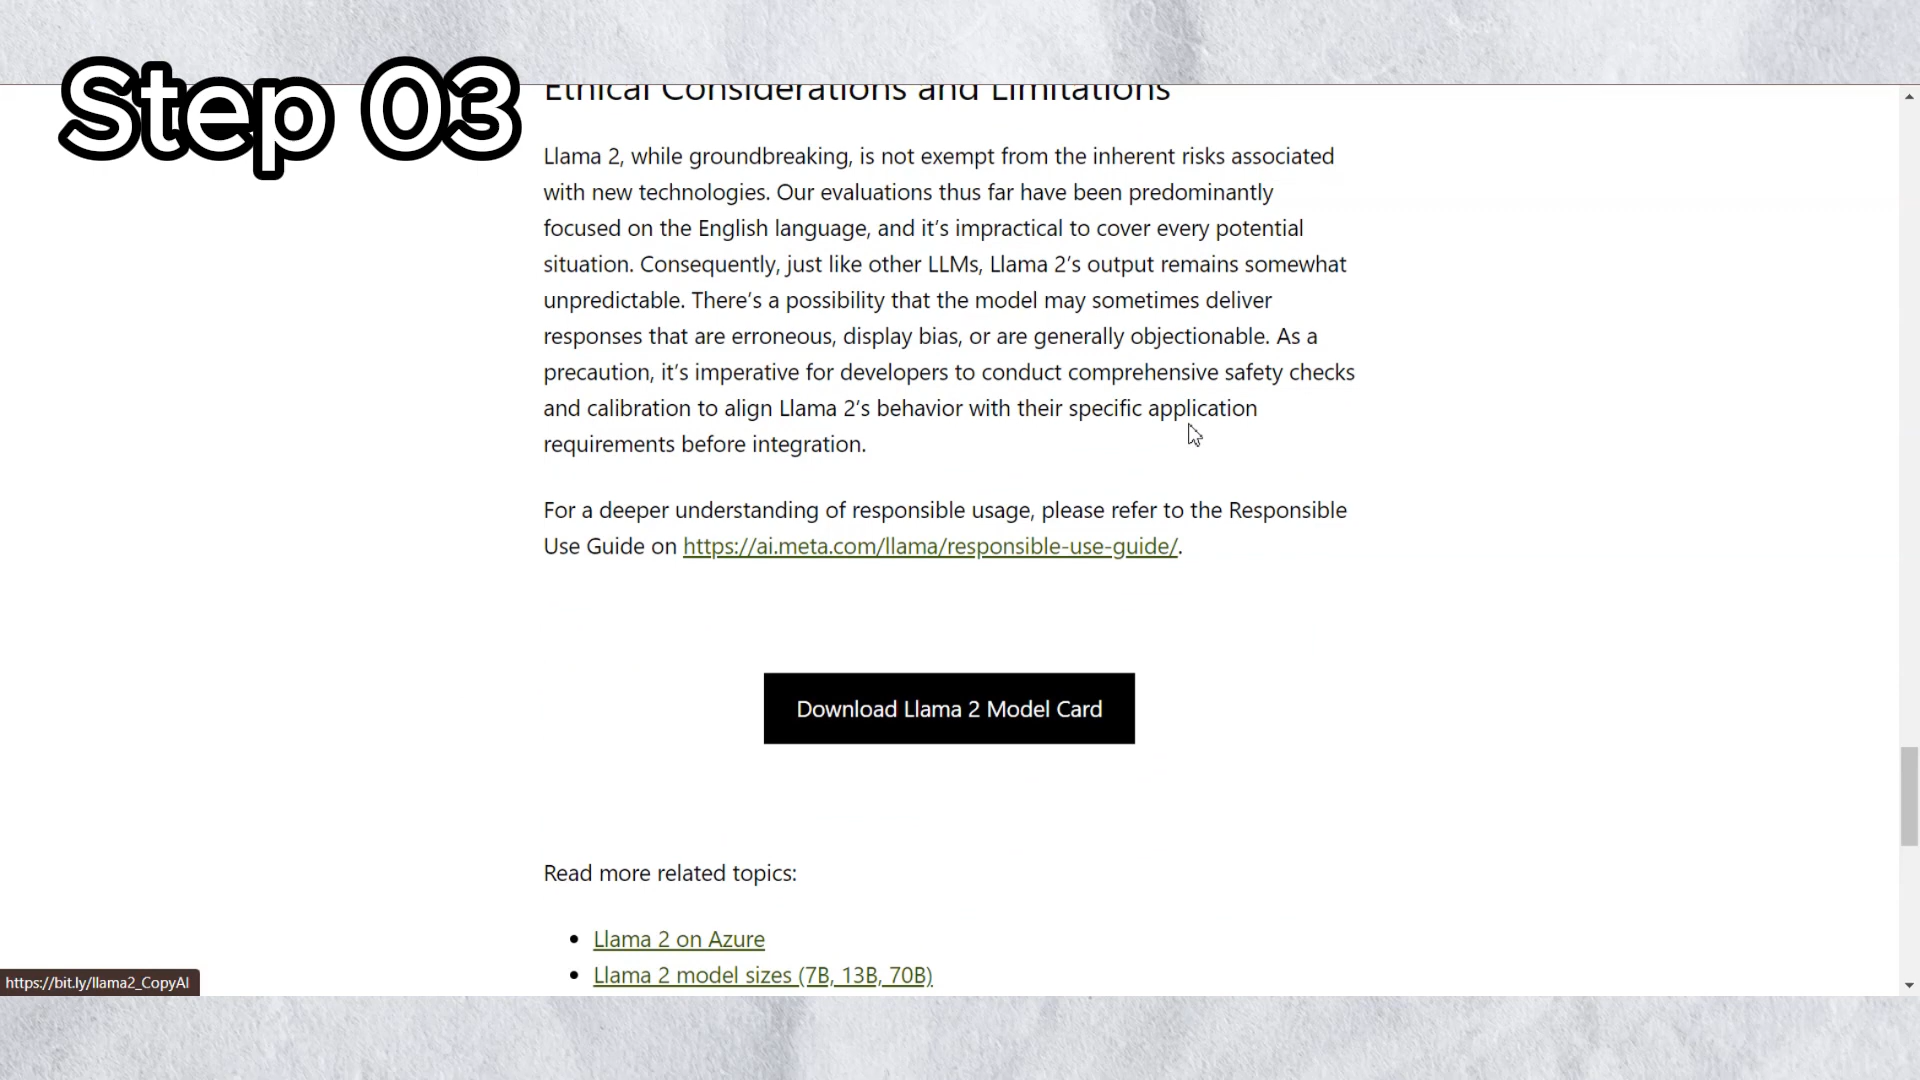 Step 03
Ethical Considerations and Limitations
Llama 2, while groundbreaking, is not exempt from the inherent risks associated
with new technologies. Our evaluations thus far have been predominantly
focused on the English language, and it’s impractical to cover every potential
situation. Consequently, just like other LLMs, Llama 2’s output remains somewhat
unpredictable. There’s a possibility that the model may sometimes deliver
responses that are erroneous, display bias, or are generally objectionable. As a
precaution, it’s imperative for developers to conduct comprehensive safety checks
and calibration to align Llama 2’s behavior with their specific application
requirements before integration.
For a deeper understanding of responsible usage, please refer to the Responsible
Use Guide on https://ai.meta.com/llama/responsible-use-guide/.
Download Llama 2 Model Card
Read more related topics:
Llama 2 on Azure
Llama 2 model sizes (7B, 13B, 70B)
https://bit.ly/llama2_CopyAI